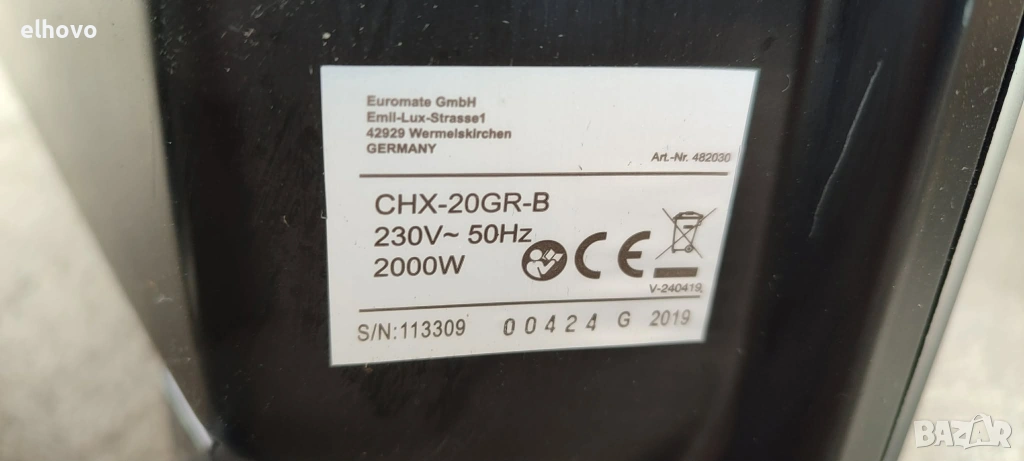 elhovo
Euromate GmbH
Emil-Lux-Strasse1
42929 Wermelskirchen
GERMANY
Art.-Nr. 482030
CHX-20GR-B
230V~ 50Hz
2000W
CE
V-240419
S/N:113309 00424 G 2019
BAZAR